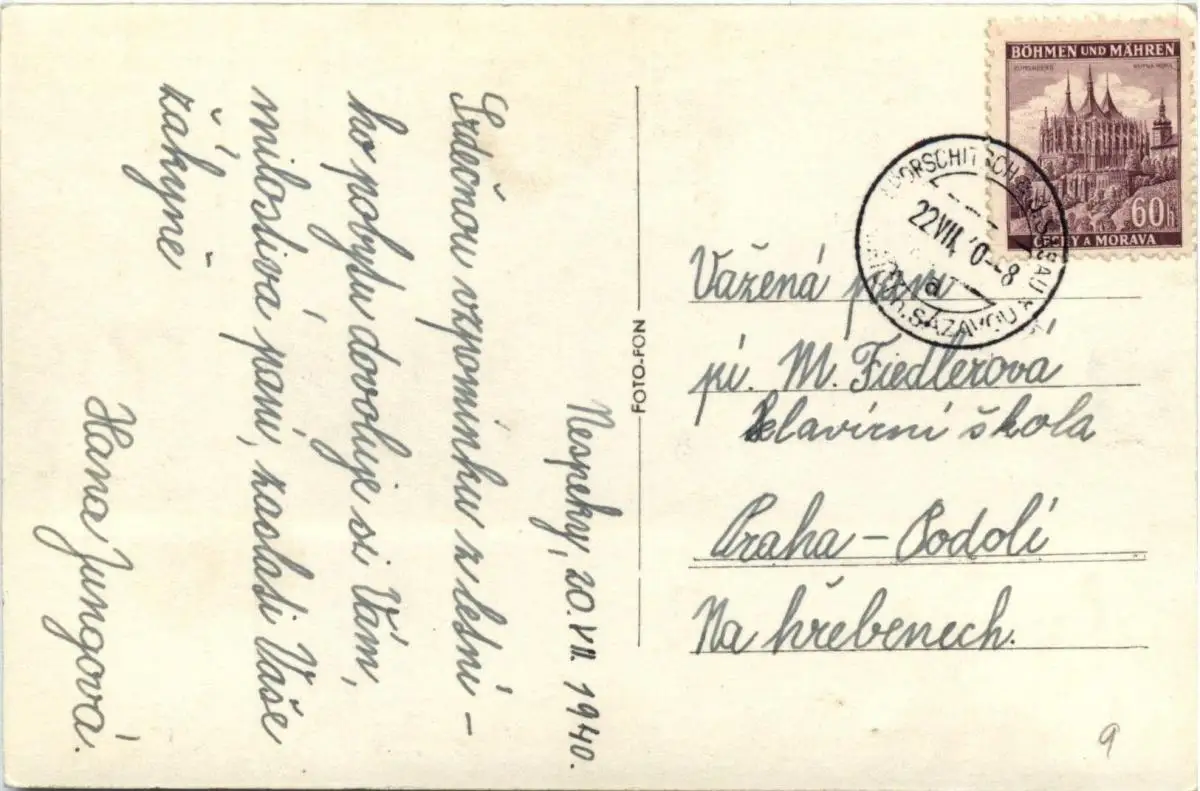 Nespeky, 20.VII. 1940.
Srdečnou vzpomínku z letní-
ho pobytu dovoluje si Vám,
milostivá paní, zaslati Vaše
žákyně
Hana Jungová.
FOTO-FON
BÖHMEN UND MÄHREN
60h
ČECHY A MORAVA
22.VII.40-8
a
SÁZAVOU
Vážená paní
pí. M. Fiedlerová
klavírní škola
Praha - Podolí
Na hřebenech.
9